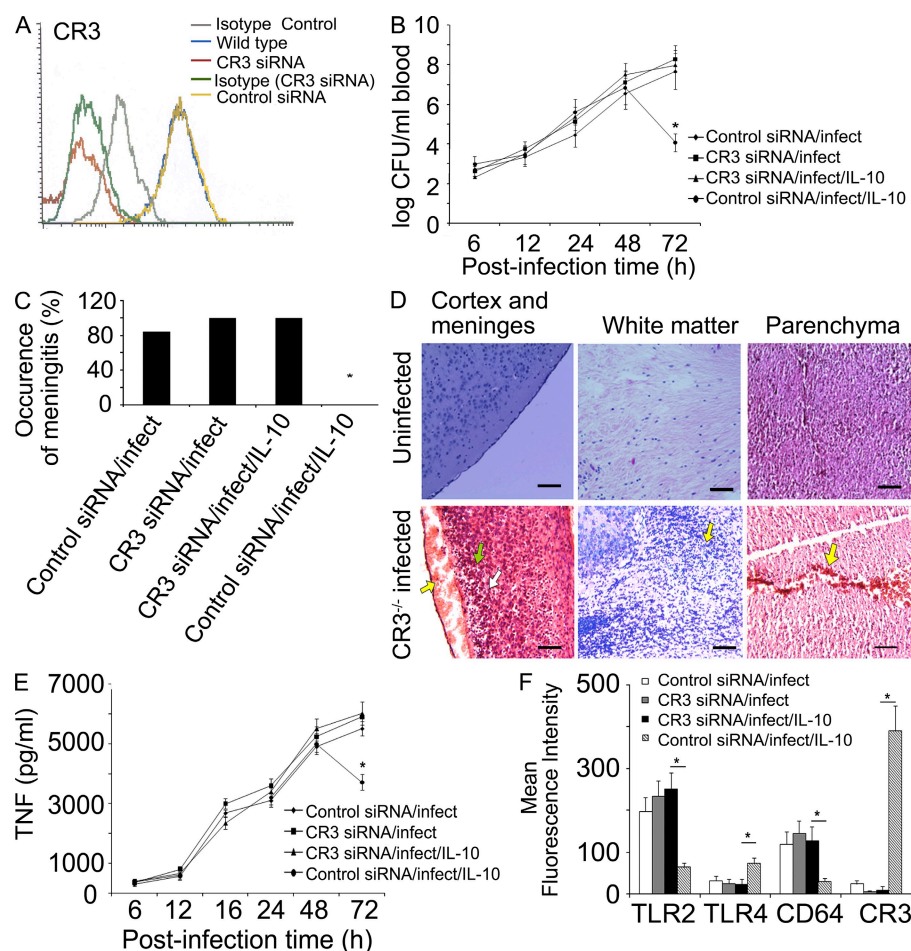 A
CR3
Isotype Control
Wild type
CR3 siRNA
Isotype (CR3 siRNA)
Control siRNA
B
log CFU/ml blood
10
8
6
4
2
0
6 12 24 48 72
Post-infection time (h)
*
Control siRNA/infect
CR3 siRNA/infect
CR3 siRNA/infect/IL-10
Control siRNA/infect/IL-10
C
Occurence
of meningitis (%)
120
80
40
0
*
Control siRNA/infect
CR3 siRNA/infect
CR3 siRNA/infect/IL-10
Control siRNA/infect/IL-10
D
Cortex and
meninges
White matter
Parenchyma
Uninfected
CR3-/- infected
E
TNF (pg/ml)
7000
5000
3000
1000
0
6 12 16 24 48 72
Post-infection time (h)
*
Control siRNA/infect
CR3 siRNA/infect
CR3 siRNA/infect/IL-10
Control siRNA/infect/IL-10
F
Mean
Fluorescence Intensity
500
300
100
0
Control siRNA/infect
CR3 siRNA/infect
CR3 siRNA/infect/IL-10
Control siRNA/infect/IL-10
* * * *
TLR2 TLR4 CD64 CR3